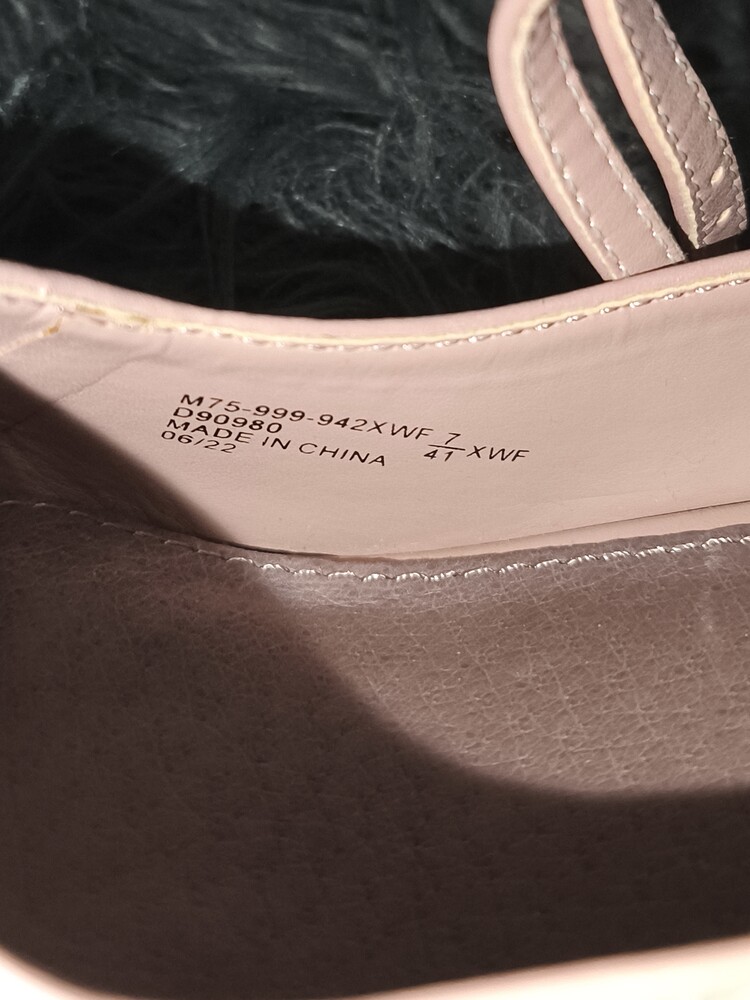 M75-999-942XWF 7/41 XWF
D90980
MADE IN CHINA
06/22